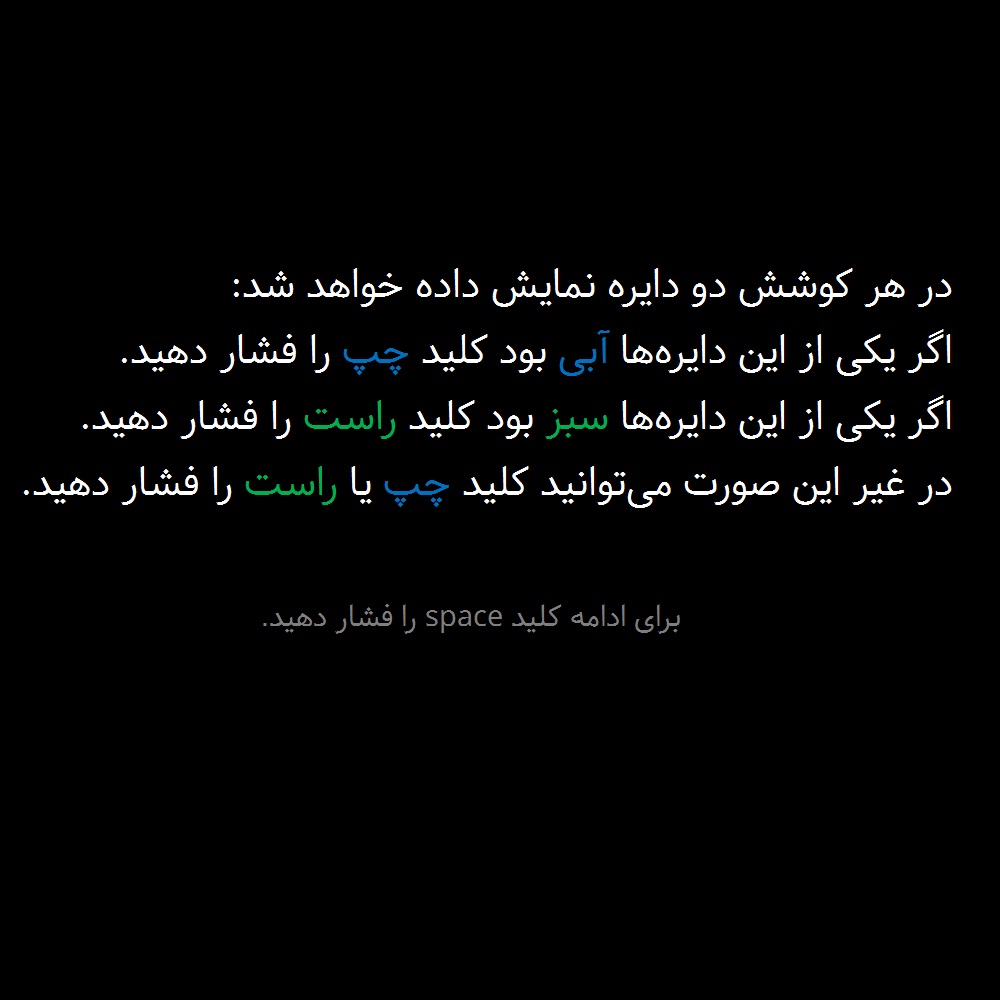 در هر کوشش دو دایره نمایش داده خواهد شد:
اگر یکی از این دایره‌ها آبی بود کلید چپ را فشار دهید.
اگر یکی از این دایره‌ها سبز بود کلید راست را فشار دهید.
در غیر این صورت می‌توانید کلید چپ یا راست را فشار دهید.
برای ادامه کلید space را فشار دهید.